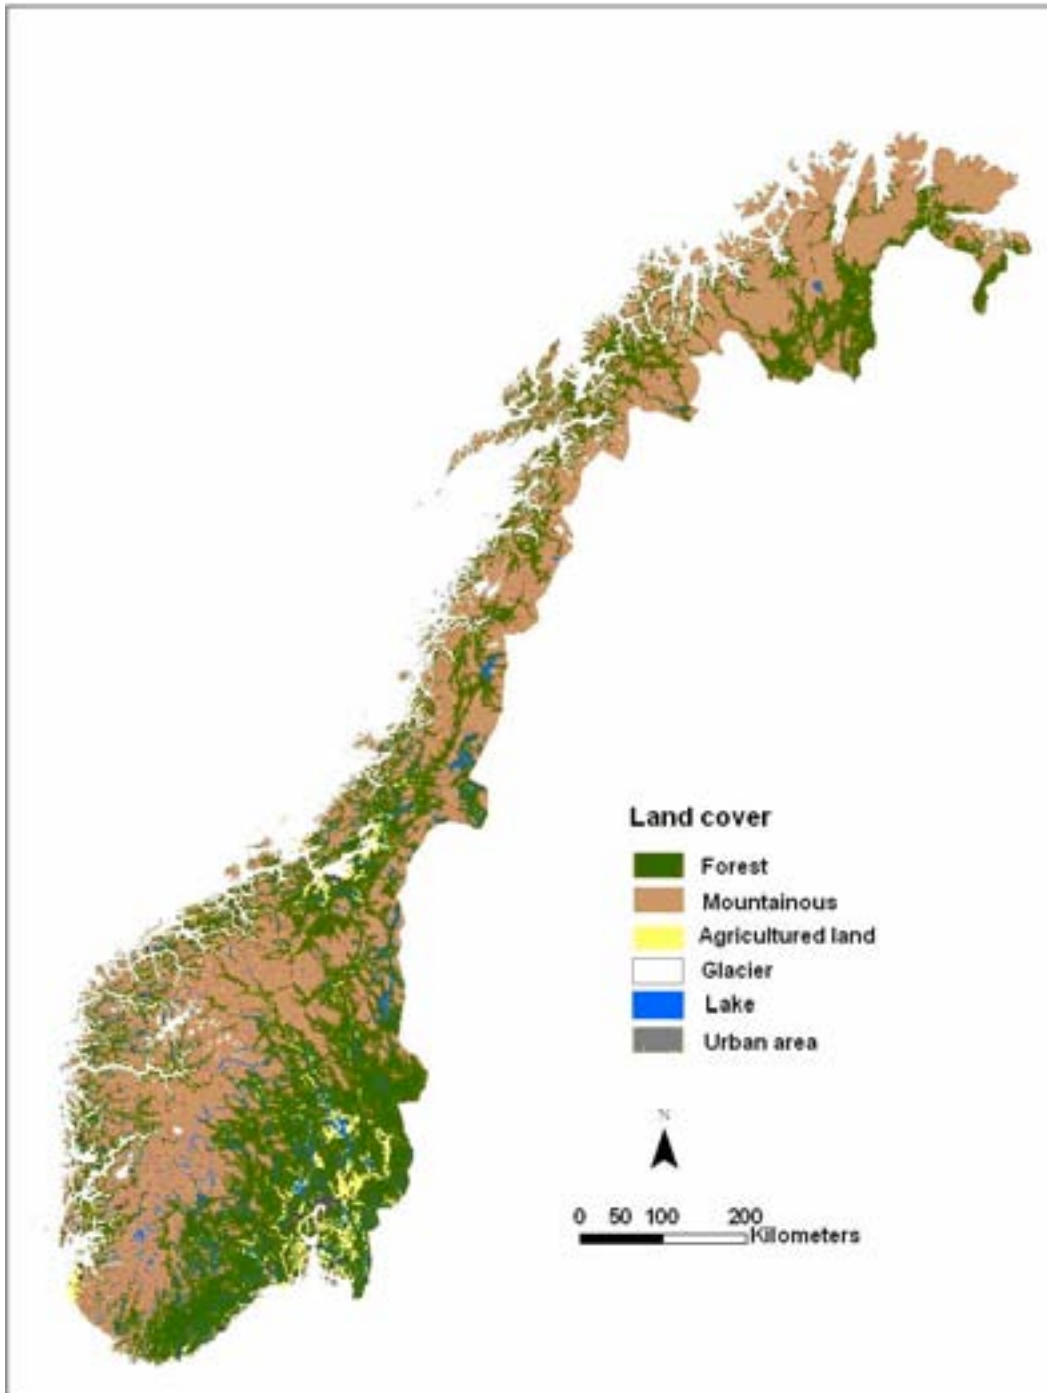 Land cover
Forest
Mountainous
Agricultured land
Glacier
Lake
Urban area
N
0 50 100 200
Kilometers